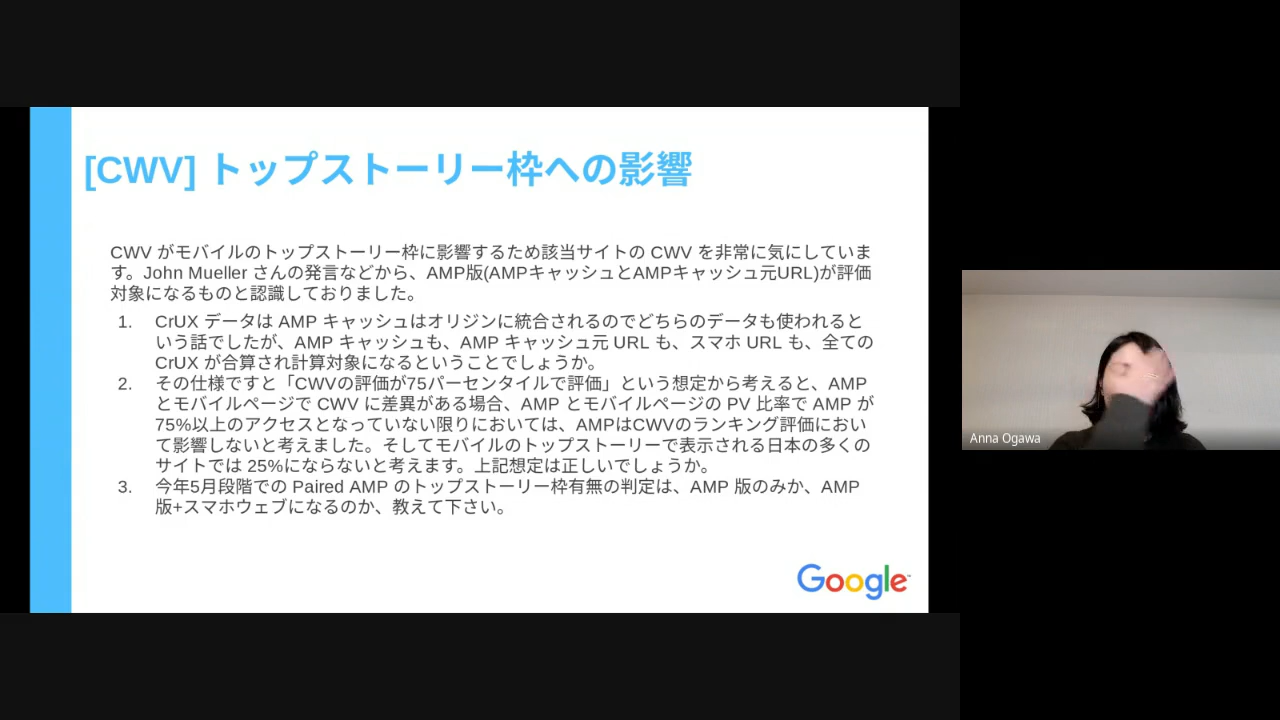 [CWV] トップストーリー枠への影響
CWV がモバイルのトップストーリー枠に影響するため該当サイトの CWV を非常に気にしていま
す。John Mueller さんの発言などから、AMP版(AMPキャッシュとAMPキャッシュ元URL)が評価
対象になるものと認識しておりました。
1. CrUX データは AMP キャッシュはオリジンに統合されるのでどちらのデータも使われると
いう話でしたが、AMP キャッシュも、AMP キャッシュ元 URL も、スマホ URL も、全ての
CrUX が合算され計算対象になるということでしょうか。
2. その仕様ですと「CWVの評価が75パーセンタイルで評価」という想定から考えると、AMP
とモバイルページで CWV に差異がある場合、AMP とモバイルページの PV 比率で AMP が
75%以上のアクセスとなっていない限りにおいては、AMPはCWVのランキング評価におい
て影響しないと考えました。そしてモバイルのトップストーリーで表示される日本の多くの
サイトでは 25%にならないと考えます。上記想定は正しいでしょうか。
3. 今年5月段階での Paired AMP のトップストーリー枠有無の判定は、AMP 版のみか、AMP
版+スマホウェブになるのか、教えて下さい。
Google
Anna Ogawa